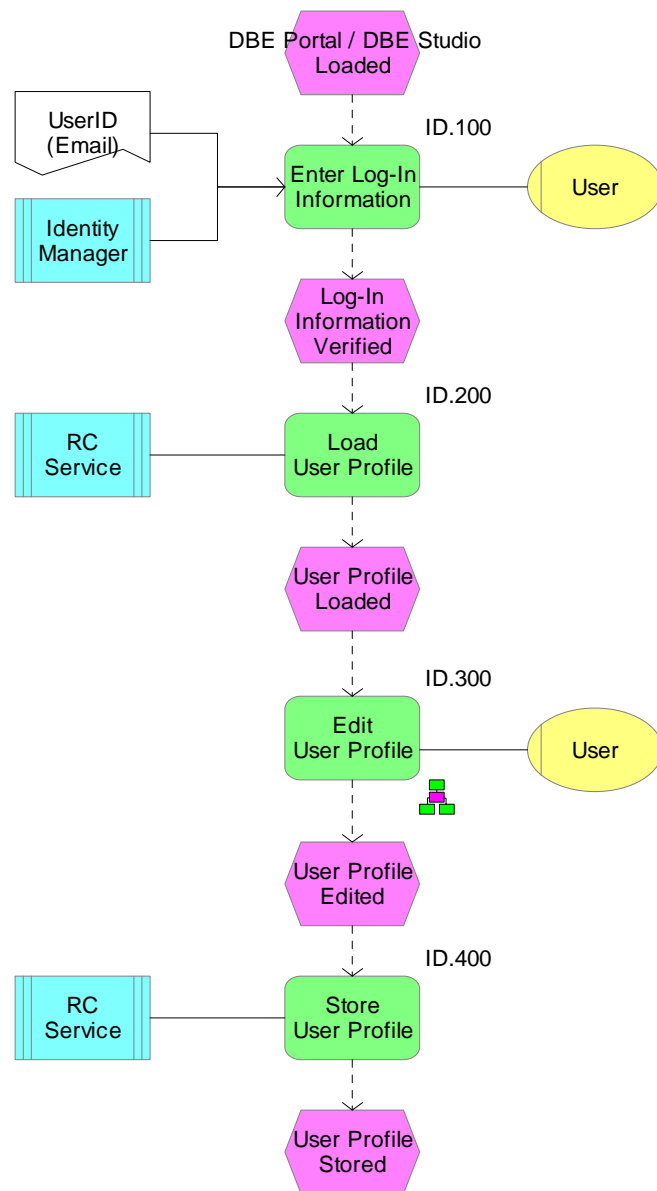 DBE Portal / DBE Studio
Loaded
ID.100
UserID
(Email)
Enter Log-In
Information
User
Identity
Manager
Log-In
Information
Verified
ID.200
RC
Service
Load
User Profile
User Profile
Loaded
ID.300
Edit
User Profile
User
User Profile
Edited
ID.400
RC
Service
Store
User Profile
User Profile
Stored